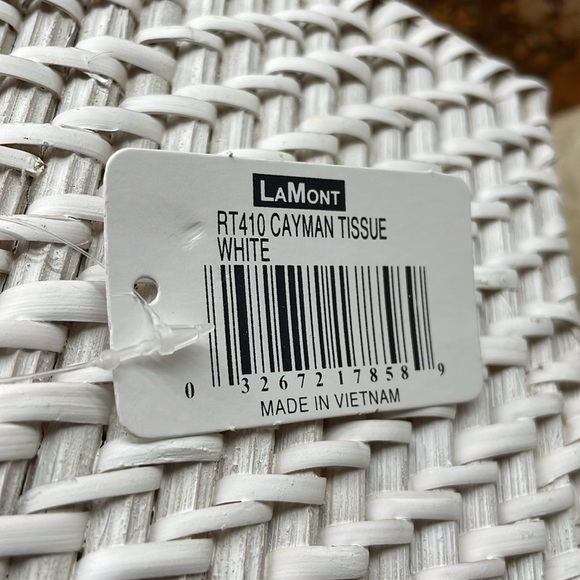 LAMONT
RT410 CAYMAN TISSUE
WHITE
0 32672 17858 9
MADE IN VIETNAM